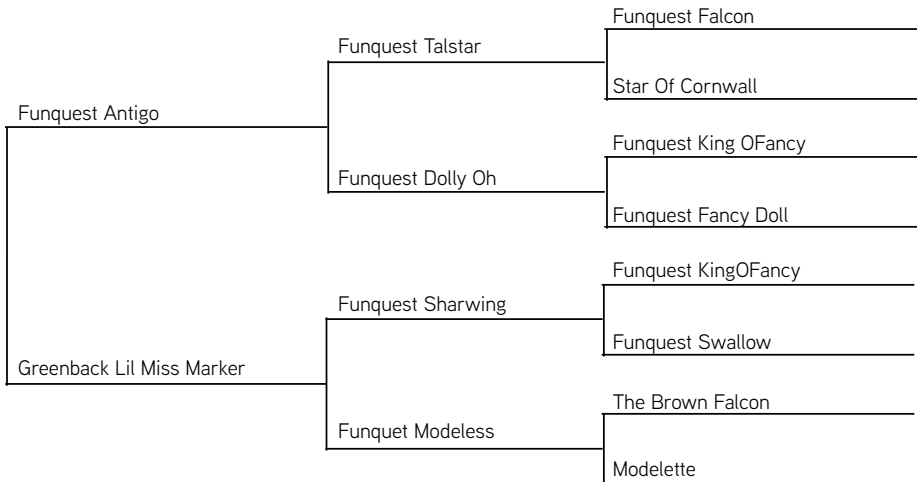 Funquest Falcon
Funquest Talstar
Star Of Cornwall
Funquest Antigo
Funquest King OFancy
Funquest Dolly Oh
Funquest Fancy Doll
Funquest KingOFancy
Funquest Sharwing
Funquest Swallow
Greenback Lil Miss Marker
The Brown Falcon
Funquet Modeless
Modelette